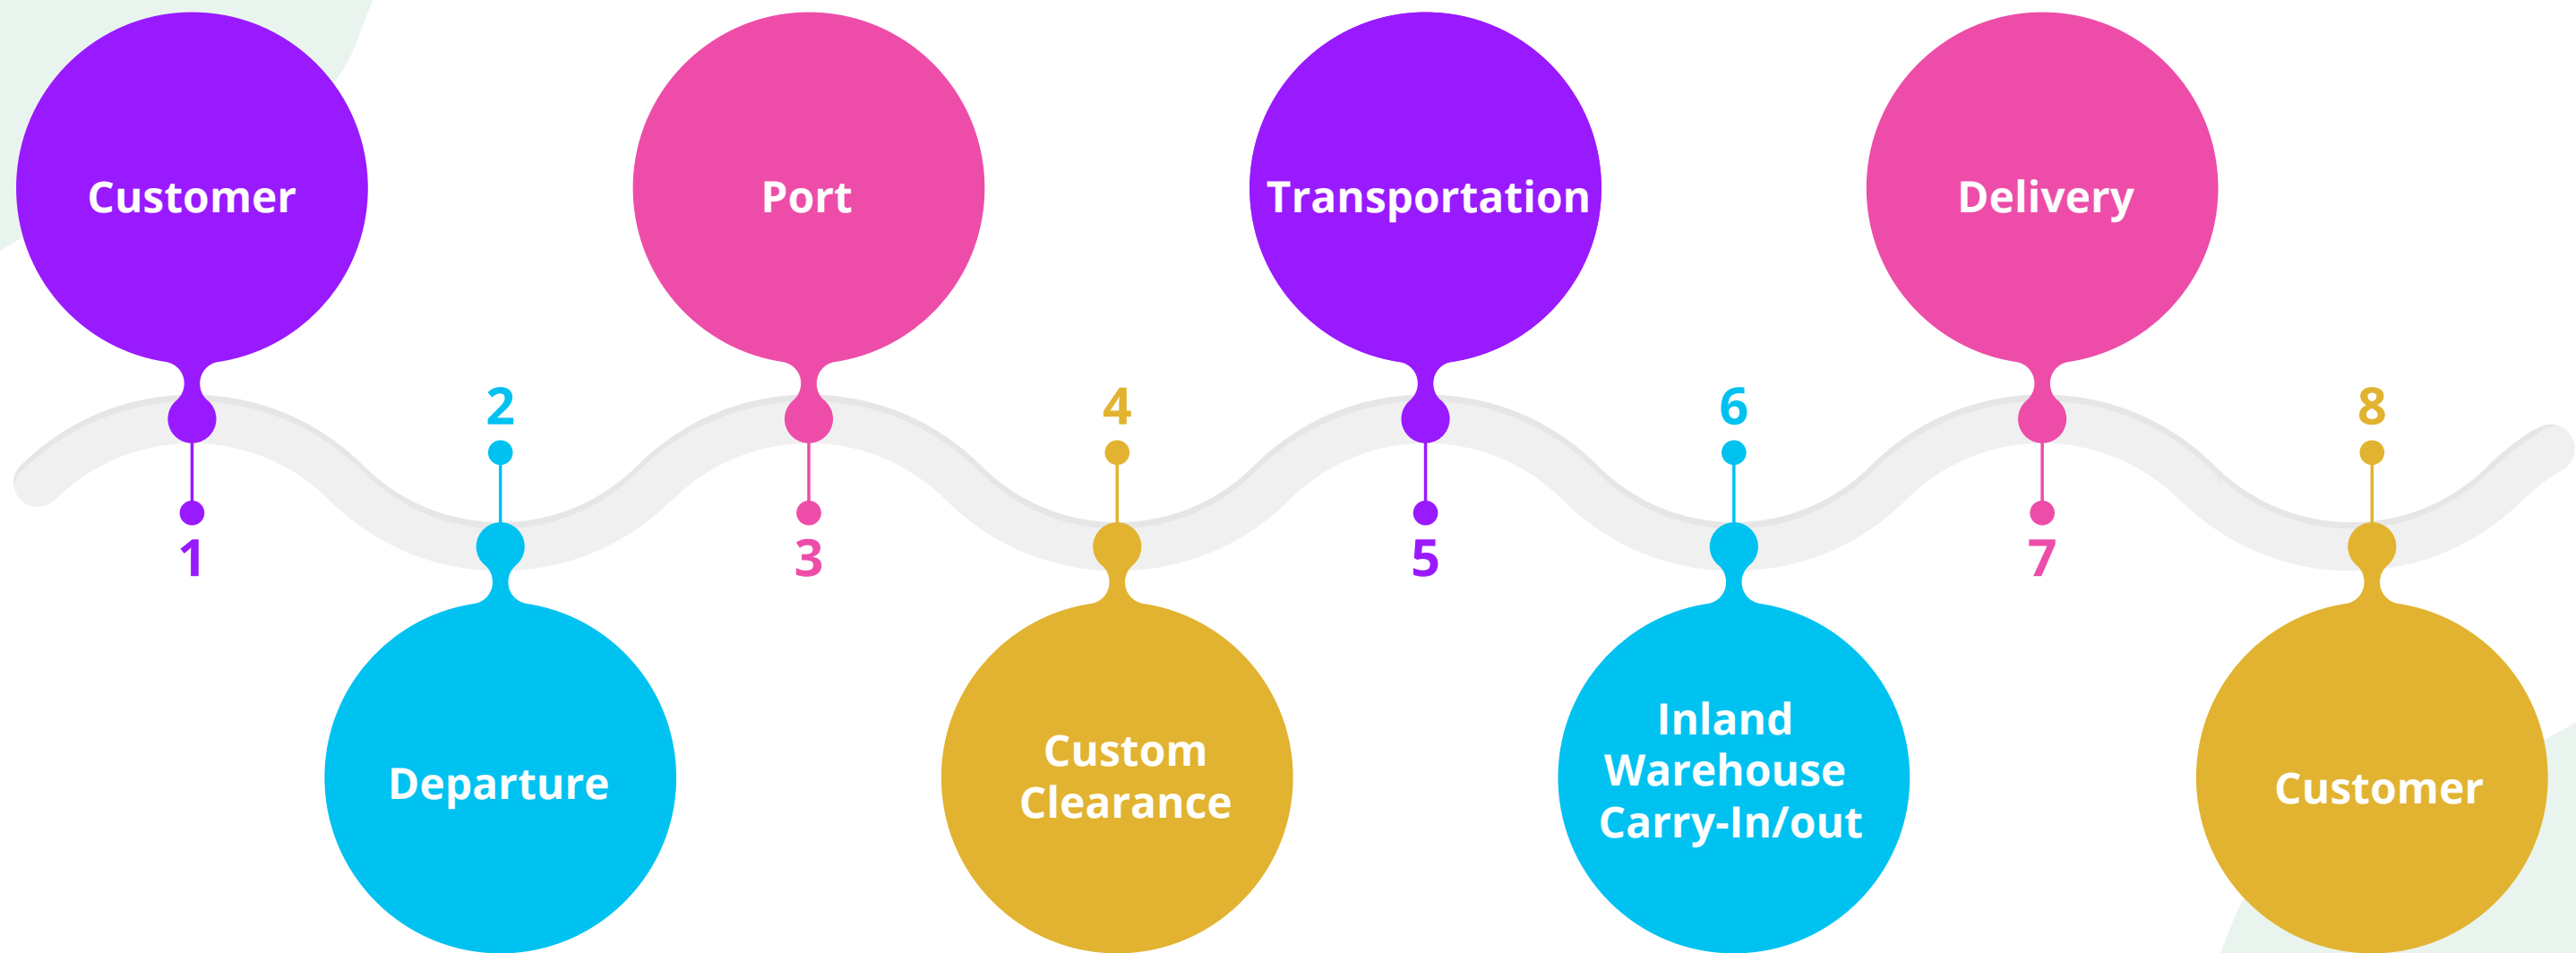 Customer
1
2
Departure
Port
3
4
Custom
Clearance
Transportation
5
6
Inland
Warehouse
Carry-In/out
Delivery
7
8
Customer